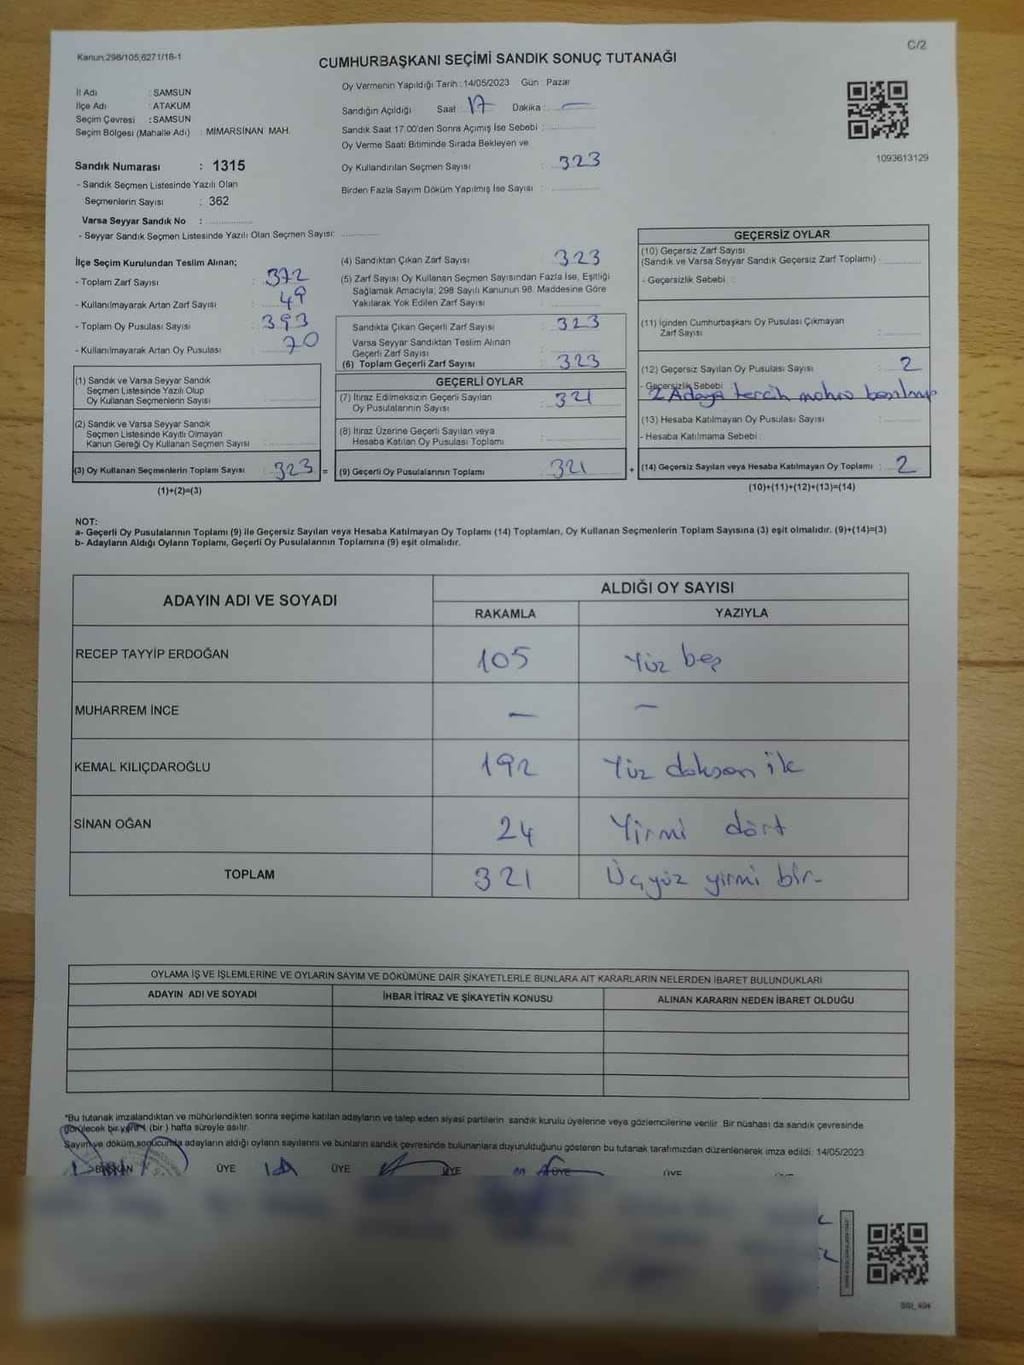 Kanun:298/105,6271/18-1
C/2
CUMHURBAŞKANI SEÇİMİ SANDIK SONUÇ TUTANAĞI
İl Adı : SAMSUN
İlçe Adı : ATAKUM
Seçim Çevresi : SAMSUN
Seçim Bölgesi (Mahalle Adı) : MİMARSİNAN MAH.
Sandık Numarası : 1315
- Sandık Seçmen Listesinde Yazılı Olan
Seçmenlerin Sayısı : 362
Varsa Seyyar Sandık No :
- Seyyar Sandık Seçmen Listesinde Yazılı Olan Seçmen Sayısı:
Oy Vermenin Yapıldığı Tarih : 14/05/2023 Gün : Pazar
Sandığın Açıldığı Saat : 17 Dakika : —
Sandık Saat 17.00'den Sonra Açımış İse Sebebi :
Oy Verme Saati Bitiminde Sırada Bekleyen ve
Oy Kullandırılan Seçmen Sayısı : 323
Birden Fazla Sayım Döküm Yapılmış İse Sayısı :
1093613129
İlçe Seçim Kurulundan Teslim Alınan;
- Toplam Zarf Sayısı : 372
- Kullanılmayarak Artan Zarf Sayısı : 49
- Toplam Oy Pusulası Sayısı : 393
- Kullanılmayarak Artan Oy Pusulası : 70
(1) Sandık ve Varsa Seyyar Sandık
Seçmen Listesinde Yazılı Olup
Oy Kullanan Seçmenlerin Sayısı :
(2) Sandık ve Varsa Seyyar Sandık
Seçmen Listesinde Kayıtlı Olmayan
Kanun Gereği Oy Kullanan Seçmen Sayısı :
(3) Oy Kullanan Seçmenlerin Toplam Sayısı : 323 =
(1)+(2)=(3)
(4) Sandıktan Çıkan Zarf Sayısı : 323
(5) Zarf Sayısı Oy Kullanan Seçmen Sayısından Fazla İse, Eşitliği
Sağlamak Amacıyla; 298 Sayılı Kanunun 98. Maddesine Göre
Yakılarak Yok Edilen Zarf Sayısı :
Sandıkta Çıkan Geçerli Zarf Sayısı : 323
Varsa Seyyar Sandıktan Teslim Alınan
Geçerli Zarf Sayısı :
(6) Toplam Geçerli Zarf Sayısı : 323
GEÇERLİ OYLAR
(7) İtiraz Edilmeksizin Geçerli Sayılan
Oy Pusulalarının Sayısı : 321
(8) İtiraz Üzerine Geçerli Sayılan veya
Hesaba Katılan Oy Pusulası Toplamı :
(9) Geçerli Oy Pusulalarının Toplamı : 321 +
GEÇERSİZ OYLAR
(10) Geçersiz Zarf Sayısı
(Sandık ve Varsa Seyyar Sandık Geçersiz Zarf Toplamı) :
- Geçersizlik Sebebi :
(11) İçinden Cumhurbaşkanı Oy Pusulası Çıkmayan
Zarf Sayısı :
(12) Geçersiz Sayılan Oy Pusulası Sayısı : 2
- Geçersizlik Sebebi
2 Adaya tercih mührü basılmış
(13) Hesaba Katılmayan Oy Pusulası Sayısı :
- Hesaba Katılmama Sebebi :
(14) Geçersiz Sayılan veya Hesaba Katılmayan Oy Toplamı : 2
(10)+(11)+(12)+(13)=(14)
NOT:
a- Geçerli Oy Pusulalarının Toplamı (9) ile Geçersiz Sayılan veya Hesaba Katılmayan Oy Toplamı (14) Toplamları, Oy Kullanan Seçmenlerin Toplam Sayısına (3) eşit olmalıdır. (9)+(14)=(3)
b- Adayların Aldığı Oyların Toplamı, Geçerli Oy Pusulalarının Toplamına (9) eşit olmalıdır.
ADAYIN ADI VE SOYADI
ALDIĞI OY SAYISI
RAKAMLA YAZIYLA
RECEP TAYYİP ERDOĞAN 105 Yüz beş
MUHARREM İNCE — —
KEMAL KILIÇDAROĞLU 192 Yüz doksan ik
SİNAN OĞAN 24 Yirmi dört
TOPLAM 321 Üçyüz yirmi bir-
OYLAMA İŞ VE İŞLEMLERİNE VE OYLARIN SAYIM VE DÖKÜMÜNE DAİR ŞİKAYETLERLE BUNLARA AİT KARARLARIN NELERDEN İBARET BULUNDUKLARI
ADAYIN ADI VE SOYADI İHBAR İTİRAZ VE ŞİKAYETİN KONUSU ALINAN KARARIN NEDEN İBARET OLDUĞU
*Bu tutanak imzalandıktan ve mühürlendikten sonra seçime katılan adayların ve talep eden siyasi partilerin sandık kurulu üyelerine veya gözlemcilerine verilir. Bir nüshası da sandık çevresinde
görülecek bir yere 1 (bir) hafta süreyle asılır.
Sayım ve döküm sonucunda adayların aldığı oyların sayılarını ve bunların sandık çevresinde bulunanlara duyurulduğunu gösteren bu tutanak tarafımızdan düzenlenerek imza edildi. 14/05/2023
BAŞKAN ÜYE ÜYE ÜYE ÜYE ÜYE